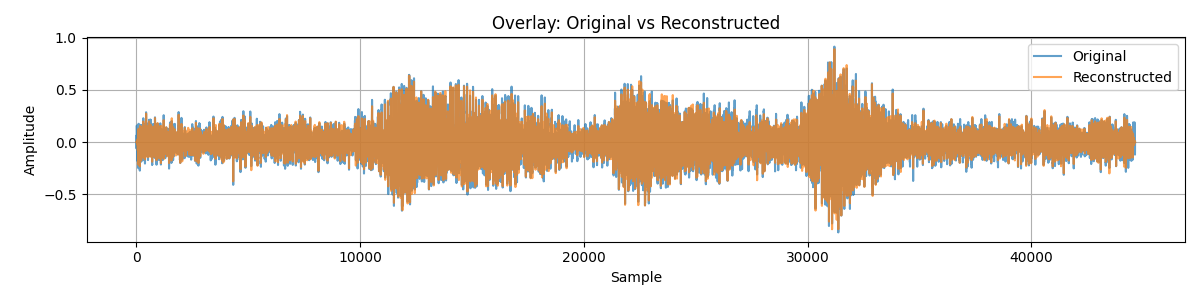 Overlay: Original vs Reconstructed
1.0
0.5
0.0
−0.5
Amplitude
Original
Reconstructed
0
10000
20000
30000
40000
Sample